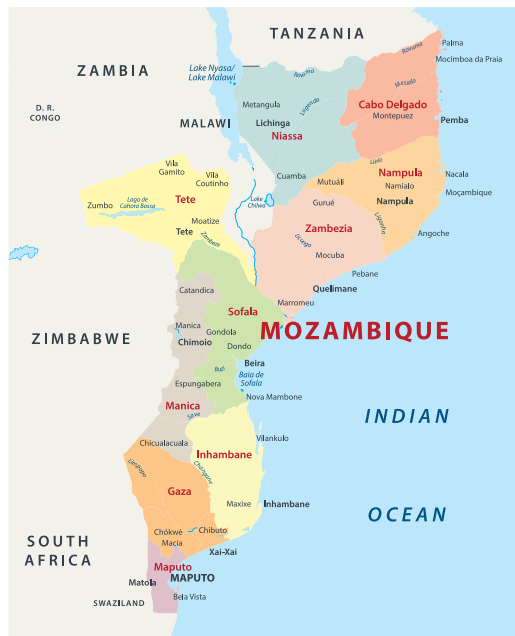 TANZANIA
ZAMBIA
Lake Nyasa/
Lake Malawi
Rovuma
Rovuma
Palma
Mocimboa da Praia
D. R.
CONGO
MALAWI
Metangula
Lugenda
Messalo
Cabo Delgado
Montepuez
Lichinga
Niassa
Pemba
Vila
Gamito
Vila
Coutinho
Cuamba
Mutuáli
Lúrio
Nampula
Namialo
Nacala
Moçambique
Tete
Zumbo
Lago de
Cahora Bassa
Lake
Chilwa
Gurué
Nampula
Ligonha
Moatize
Tete
Zambeze
Zambezia
Angoche
Mocuba
Pebane
Catandica
Quelimane
Marromeu
Sofala
MOZAMBIQUE
ZIMBABWE
Manica
Gondola
Chimoio
Dondo
Beira
Buñ
Baia de
Sofala
Espungabera
Nova Mambone
Manica
Save
INDIAN
OCEAN
Chicualacuala
Vilankulo
Inhambane
Limpopo
Changane
Gaza
Maxixe
Inhambane
Chókwè
Chibuto
Macia
Xai-Xai
SOUTH
AFRICA
Maputo
MAPUTO
Matola
Bela Vista
SWAZILAND